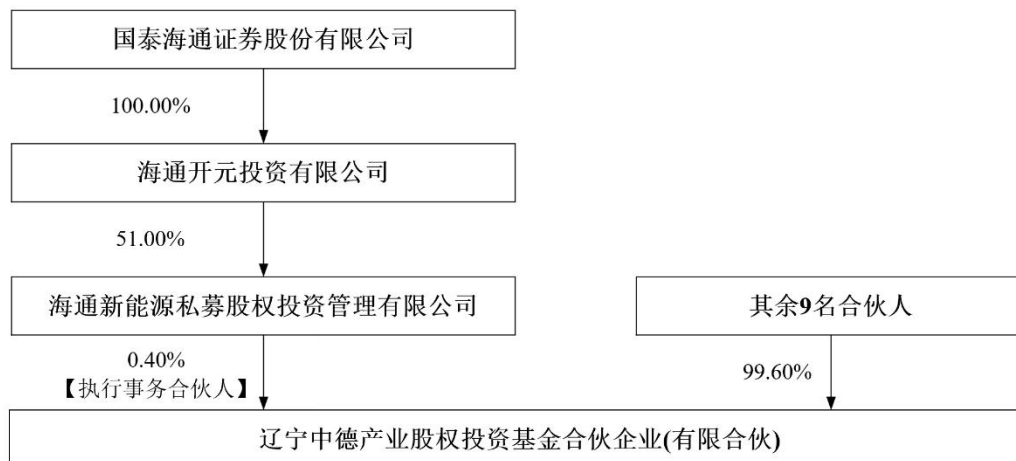 国泰海通证券股份有限公司
100.00%
海通开元投资有限公司
51.00%
海通新能源私募股权投资管理有限公司
其余9名合伙人
0.40%
【执行事务合伙人】
99.60%
辽宁中德产业股权投资基金合伙企业(有限合伙)